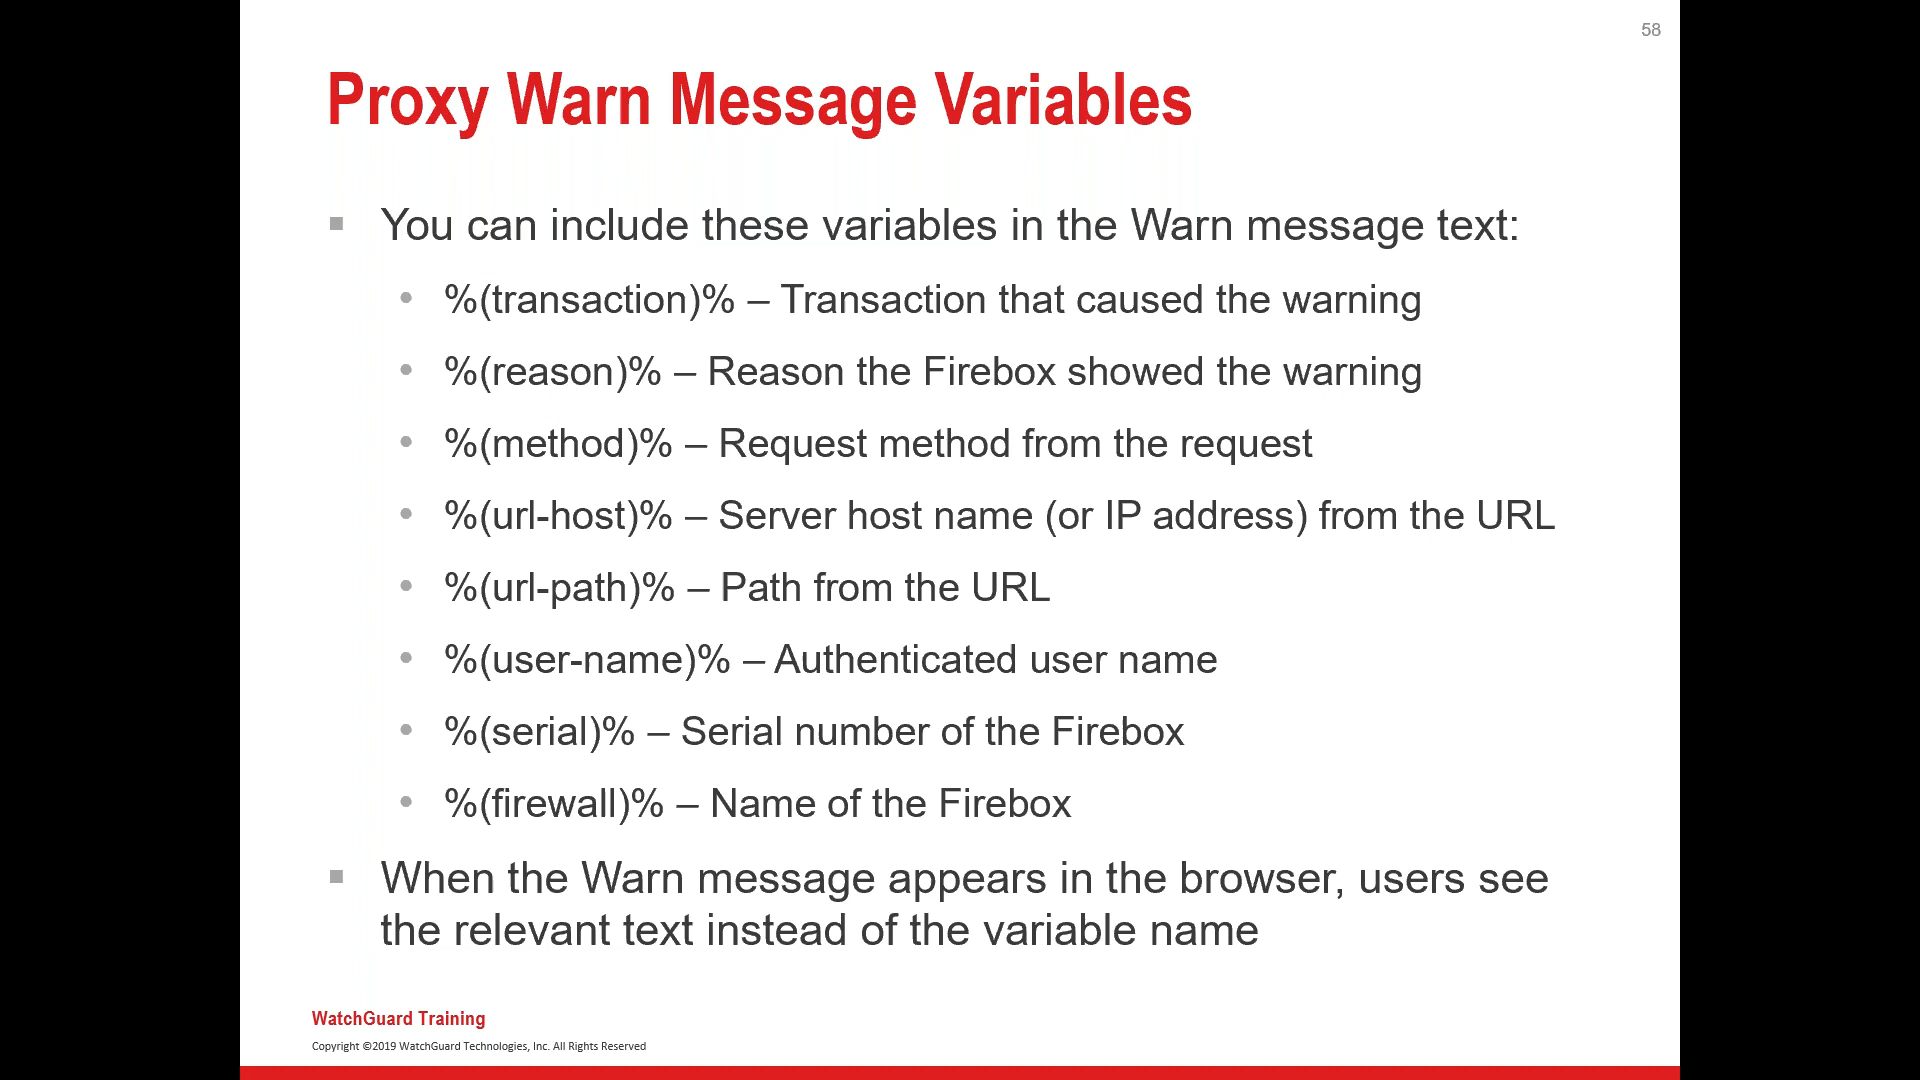 58
Proxy Warn Message Variables
▪ You can include these variables in the Warn message text:
• %(transaction)% – Transaction that caused the warning
• %(reason)% – Reason the Firebox showed the warning
• %(method)% – Request method from the request
• %(url-host)% – Server host name (or IP address) from the URL
• %(url-path)% – Path from the URL
• %(user-name)% – Authenticated user name
• %(serial)% – Serial number of the Firebox
• %(firewall)% – Name of the Firebox
▪ When the Warn message appears in the browser, users see
the relevant text instead of the variable name
WatchGuard Training
Copyright ©2019 WatchGuard Technologies, Inc. All Rights Reserved